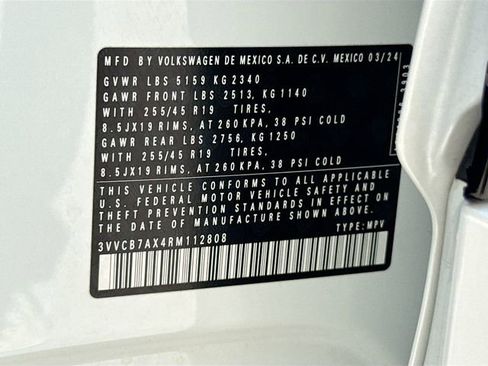 MFD BY VOLKSWAGEN DE MEXICO S.A. DE C.V. MEXICO 03/24
GVWR LBS 5159 KG 2340
GAWR FRONT LBS 2513, KG 1140
WITH 255/45 R19 TIRES,
8.5JX19 RIMS, AT 260 KPA, 38 PSI COLD
GAWR REAR LBS 2756, KG 1250
WITH 255/45 R19 TIRES,
8.5JX19 RIMS, AT 260 KPA, 38 PSI COLD
THIS VEHICLE CONFORMS TO ALL APPLICABLE
U.S. FEDERAL MOTOR VEHICLE SAFETY AND
THEFT PREVENTION STANDARDS IN EFFECT ON
THE DATE OF MANUFACTURE SHOWN ABOVE.
3VVCB7AX4RM112808 TYPE: MPV